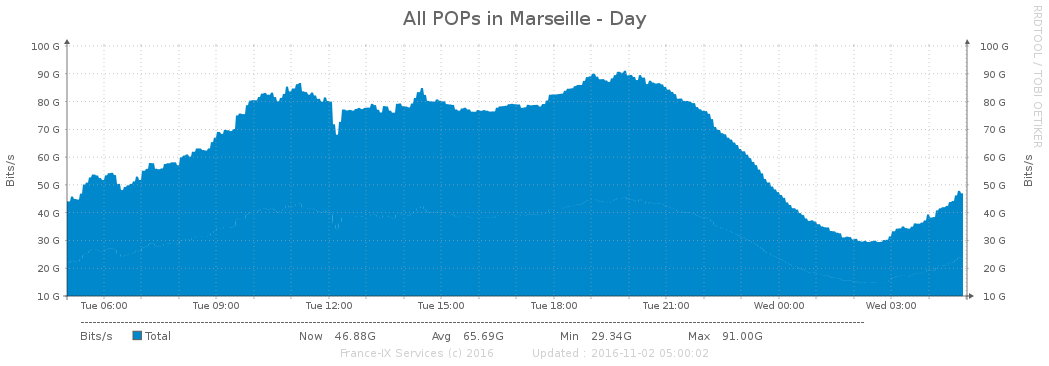 All POPs in Marseille - Day
RRDTOOL / TOBI OETIKER
Bits/s
100 G
90 G
80 G
70 G
60 G
50 G
40 G
30 G
20 G
10 G
100 G
90 G
80 G
70 G
60 G
50 G
40 G
30 G
20 G
10 G
Bits/s
Tue 06:00 Tue 09:00 Tue 12:00 Tue 15:00 Tue 18:00 Tue 21:00 Wed 00:00 Wed 03:00
Bits/s Total Now 46.88G Avg 65.69G Min 29.34G Max 91.00G
France-IX Services (c) 2016 Updated : 2016-11-02 05:00:02